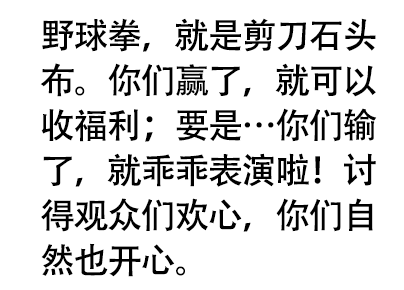 野球拳，就是剪刀石头
布。你们赢了，就可以
收福利；要是…你们输
了，就乖乖表演啦！讨
得观众们欢心，你们自
然也开心。